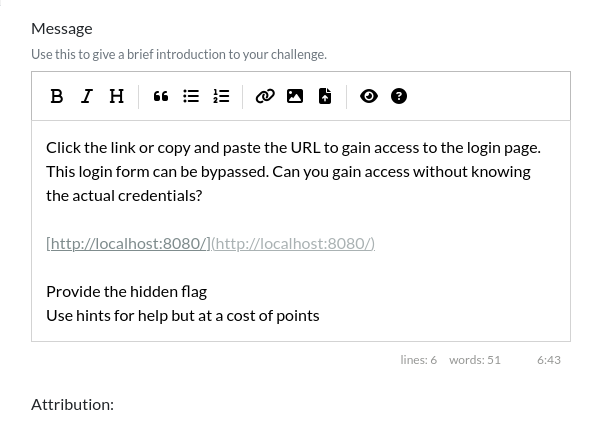 Message
Use this to give a brief introduction to your challenge.
B I H
Click the link or copy and paste the URL to gain access to the login page.
This login form can be bypassed. Can you gain access without knowing
the actual credentials?
[http://localhost:8080/](http://localhost:8080/)
Provide the hidden flag
Use hints for help but at a cost of points
lines: 6 words: 51 6:43
Attribution: